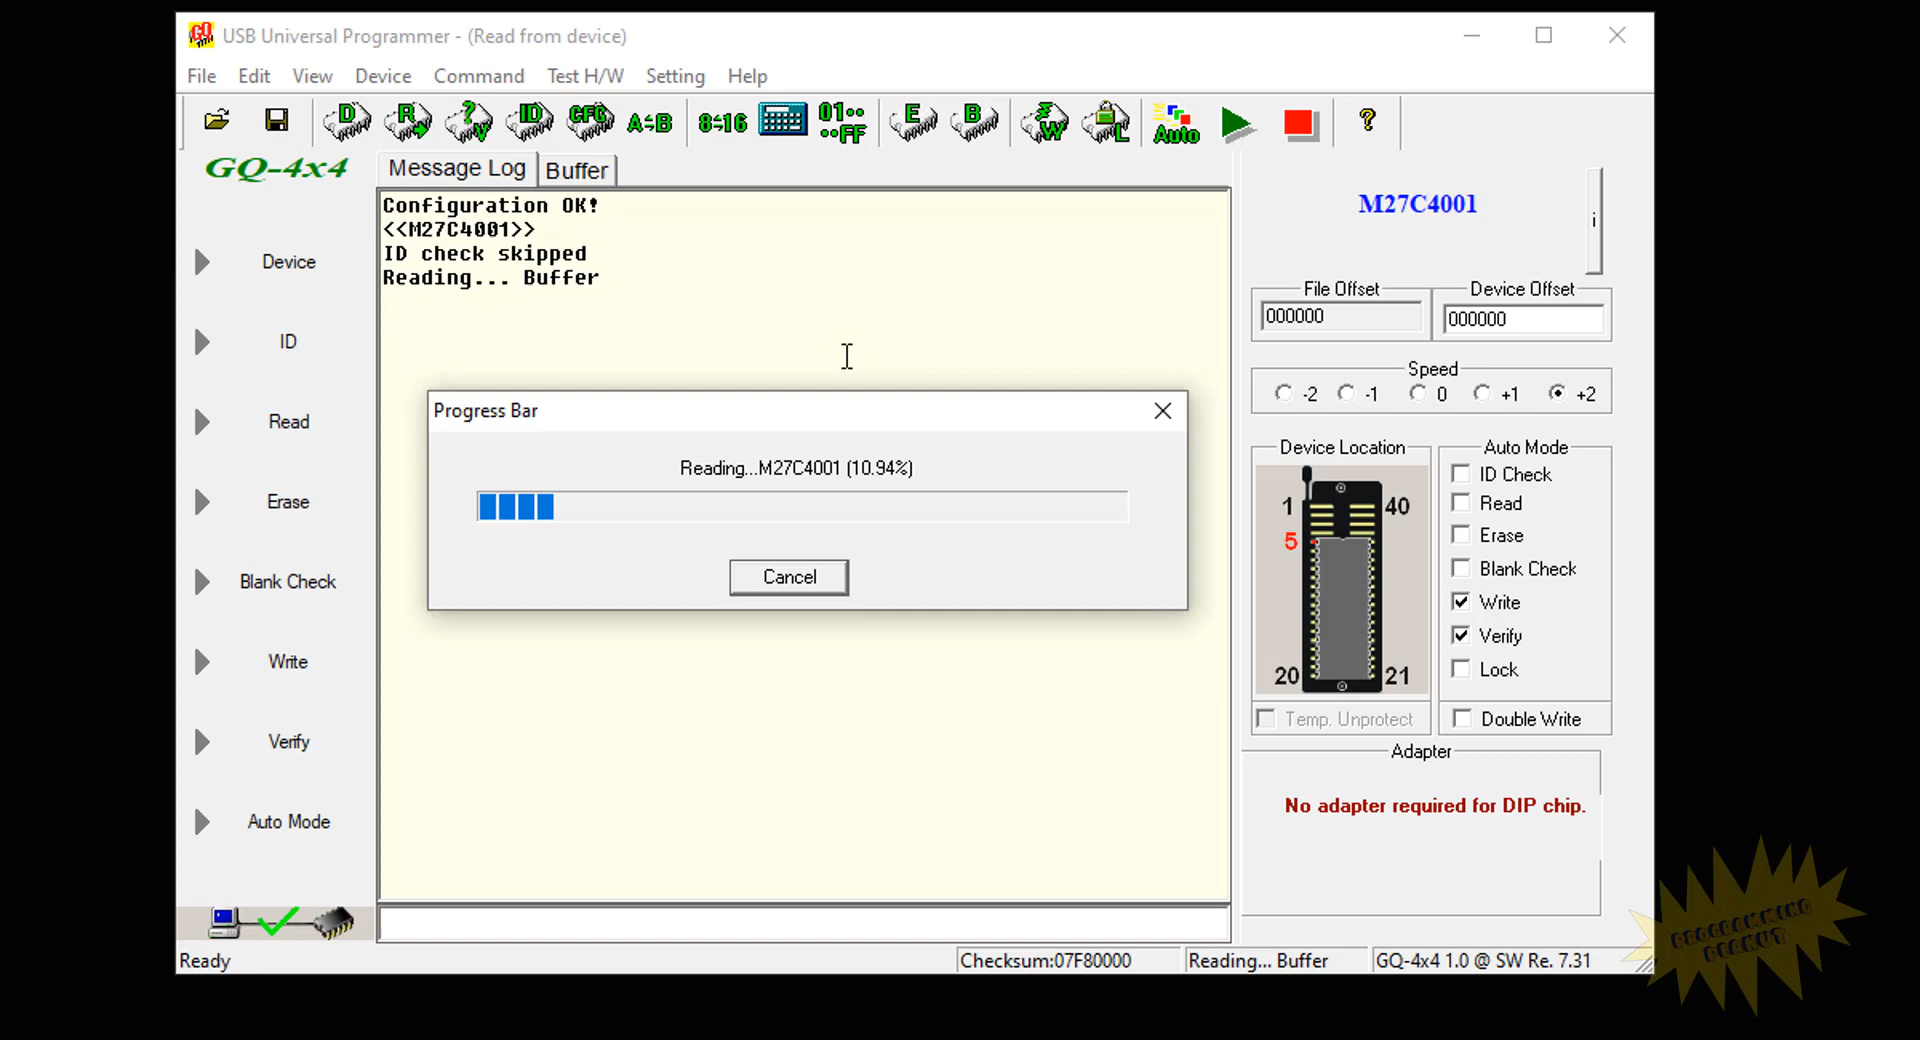 USB Universal Programmer - (Read from device)
File Edit View Device Command Test H/W Setting Help
D R ? V ID CFG A B 8 16 01 FF E B W L Auto ?
GQ-4x4
Message Log Buffer
Configuration OK!
<<M27C4001>>
ID check skipped
Reading... Buffer
Device
ID
Read
Erase
Blank Check
Write
Verify
Auto Mode
Progress Bar
Reading...M27C4001 (10.94%)
Cancel
M27C4001
i
File Offset
000000
Device Offset
000000
Speed
-2 -1 0 +1 +2
Device Location
1 40
5
20 21
Temp. Unprotect
Auto Mode
ID Check
Read
Erase
Blank Check
Write
Verify
Lock
Double Write
Adapter
No adapter required for DIP chip.
Ready
Checksum:07F80000
Reading... Buffer
GQ-4x4 1.0 @ SW Re. 7.31
PROGRAMMING
PEANUT